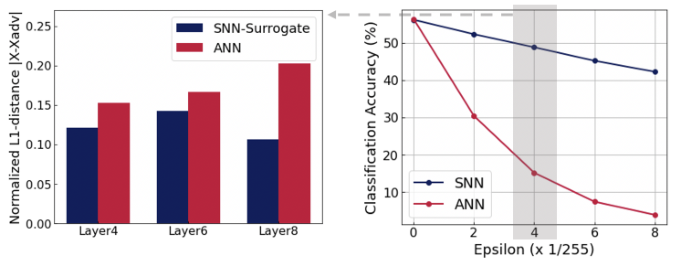 Normalized L1-distance |X-Xadv|
0.25
0.20
0.15
0.10
0.05
0.00
SNN-Surrogate
ANN
Layer4 Layer6 Layer8
Classification Accuracy (%)
50
40
30
20
10
SNN
ANN
0 2 4 6 8
Epsilon (x 1/255)